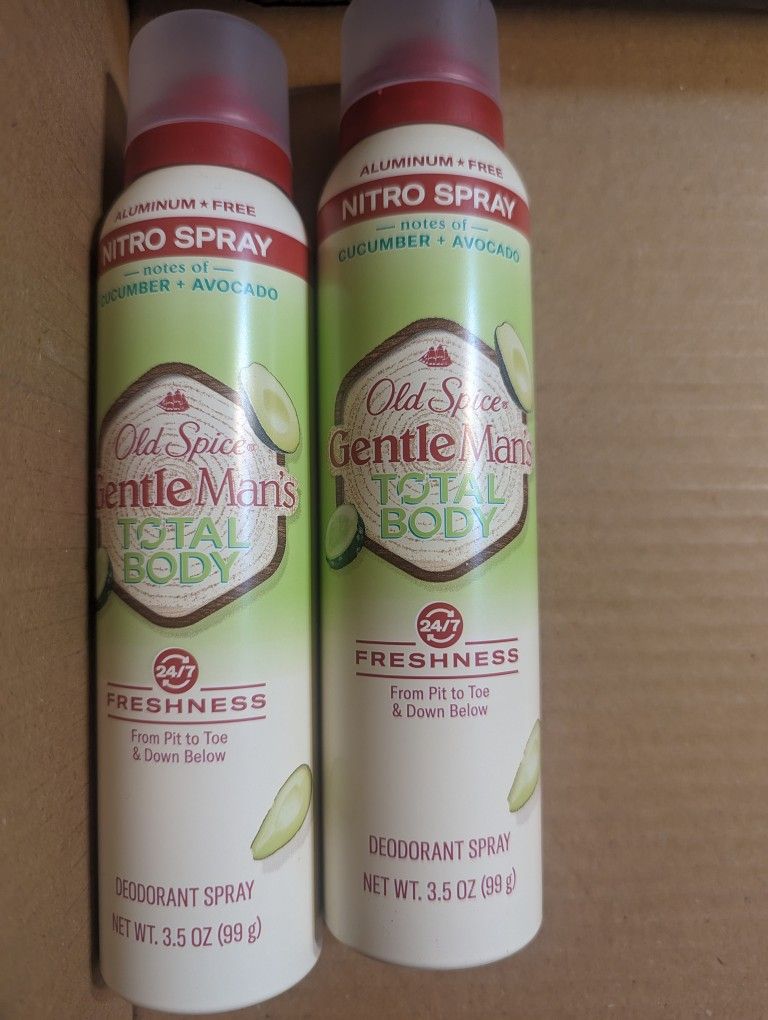 ALUMINUM★FREE
NITRO SPRAY
— notes of —
CUCUMBER + AVOCADO
Old Spice®
GentleMan's
TOTAL
BODY
24/7
FRESHNESS
From Pit to Toe
& Down Below
DEODORANT SPRAY
NET WT. 3.5 OZ (99 g)
ALUMINUM★FREE
NITRO SPRAY
— notes of —
CUCUMBER + AVOCADO
Old Spice®
GentleMan's
TOTAL
BODY
24/7
FRESHNESS
From Pit to Toe
& Down Below
DEODORANT SPRAY
NET WT. 3.5 OZ (99 g)